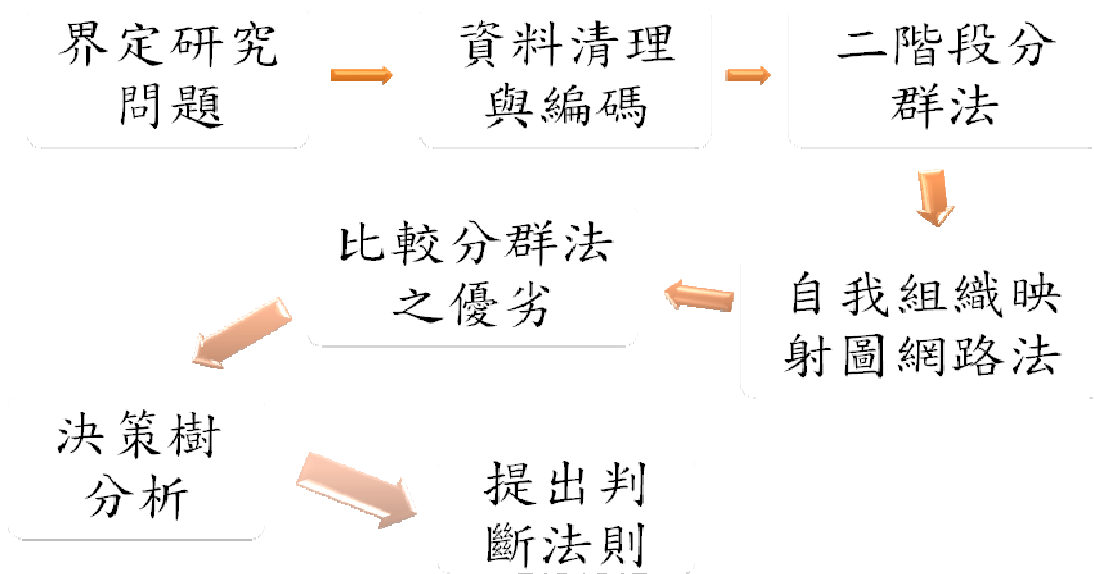 界定研究
問題
資料清理
與編碼
二階段分
群法
自我組織映
射圖網路法
比較分群法
之優劣
決策樹
分析
提出判
斷法則